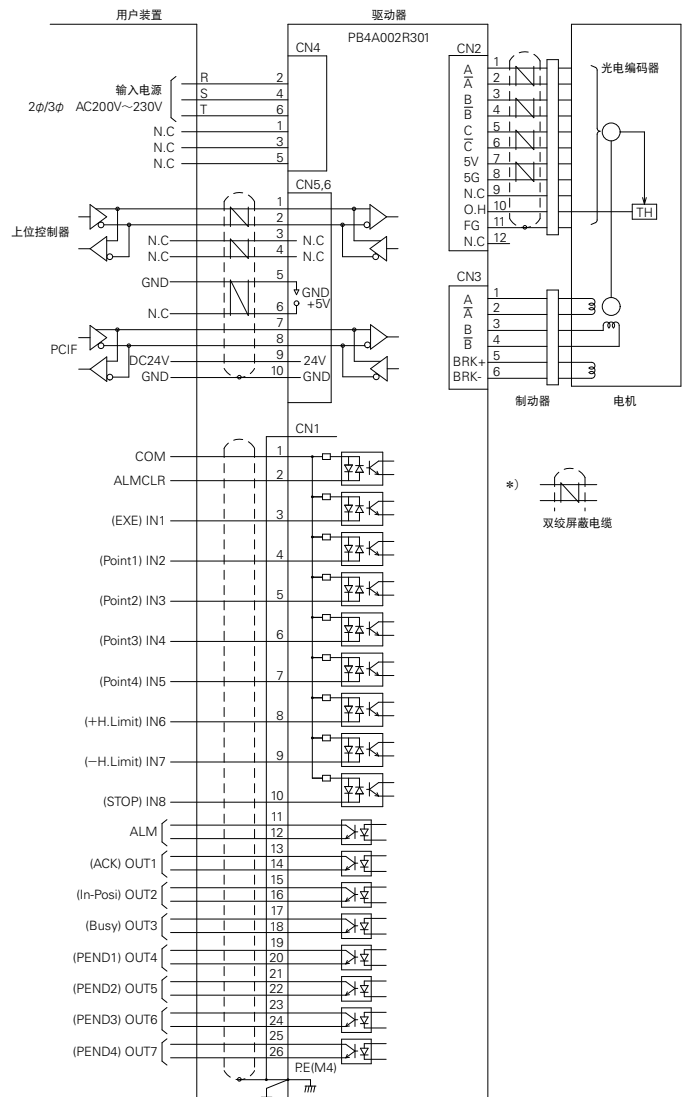 用户装置
驱动器
PB4A002R301
CN4
输入电源
2φ/3φ AC200V～230V
R 2
S 4
T 6
N.C 1
N.C 3
N.C 5
CN2
A 1
A̅ 2
B 3
B̅ 4
C 5
C̅ 6
5V 7
5G 8
N.C 9
O.H 10
FG 11
N.C 12
光电编码器
TH
CN5,6
上位控制器
1
2
N.C 3 N.C
N.C 4 N.C
GND 5 GND
N.C 6 +5V
PCIF
7
8
DC24V 9 24V
GND 10 GND
CN3
A 1
A̅ 2
B 3
B̅ 4
BRK+ 5
BRK- 6
制动器
电机
CN1
COM 1
ALMCLR 2
(EXE) IN1 3
(Point1) IN2 4
(Point2) IN3 5
(Point3) IN4 6
(Point4) IN5 7
(+H.Limit) IN6 8
(−H.Limit) IN7 9
(STOP) IN8 10
ALM 11
12
(ACK) OUT1 13
14
(In-Posi) OUT2 15
16
(Busy) OUT3 17
18
(PEND1) OUT4 19
20
(PEND2) OUT5 21
22
(PEND3) OUT6 23
24
(PEND4) OUT7 25
26
P.E(M4)
*)
双绞屏蔽电缆